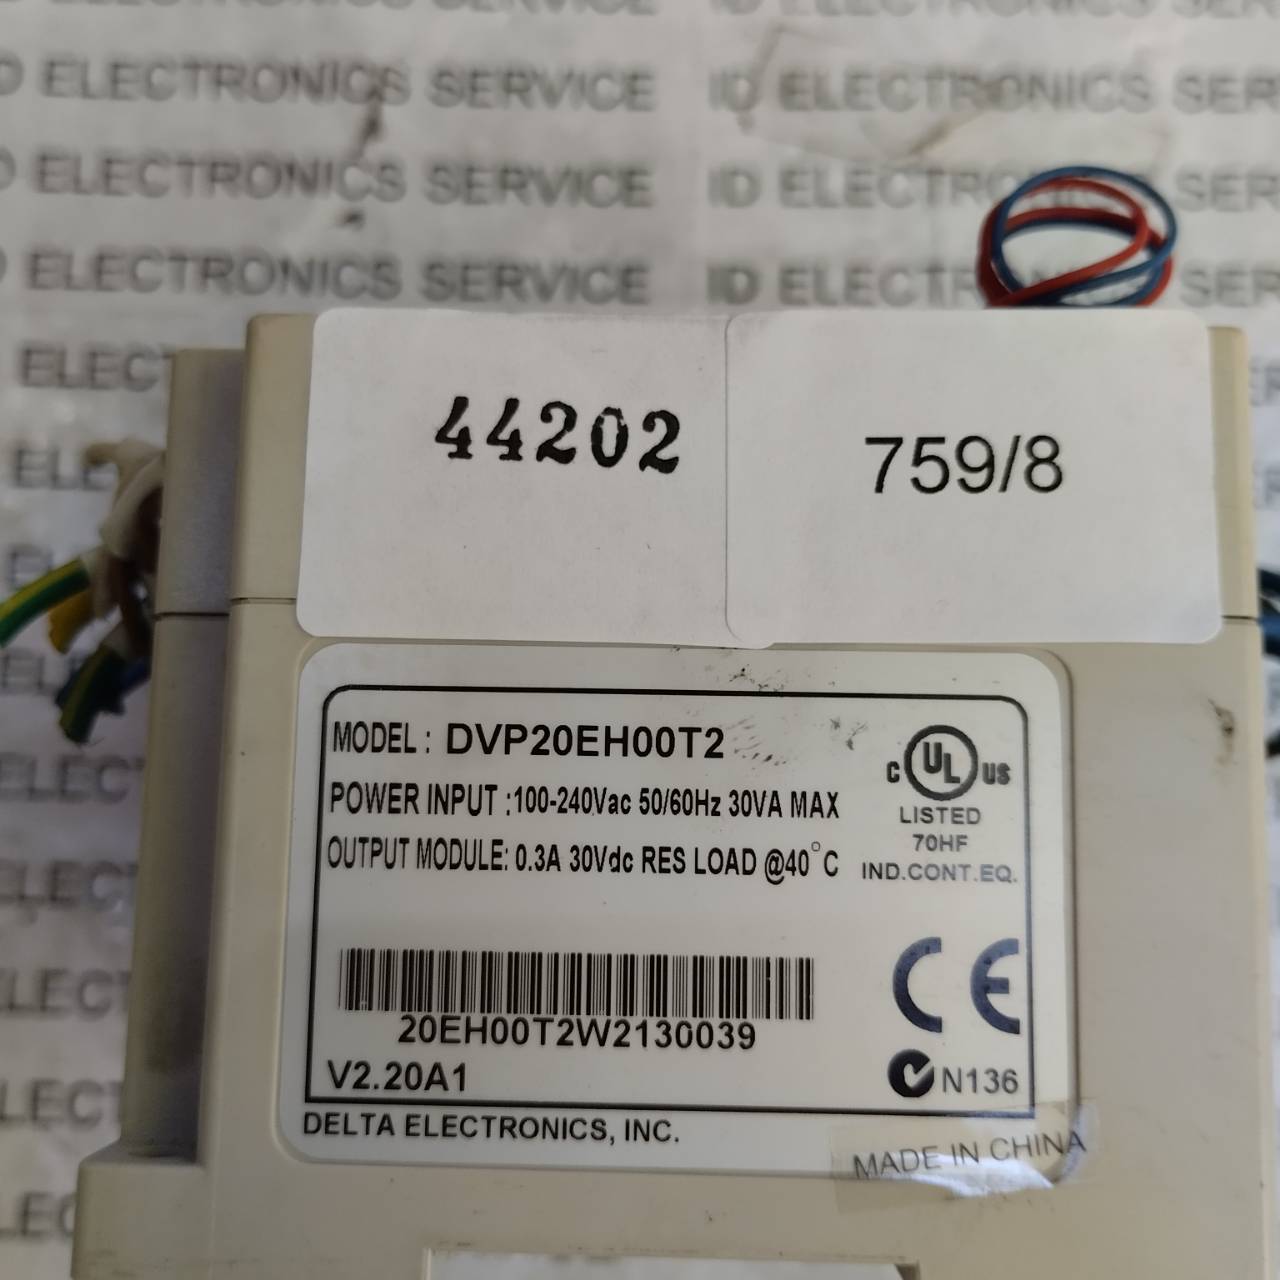 ID ELECTRONICS SERVICE ID ELECTRONICS SER
ELECTRONICS SERVICE ID ELECTRONICS SER
ELECTRONICS SERVICE ID ELECTR SER
ELECT
44202
759/8
MODEL : DVP20EH00T2
POWER INPUT :100-240Vac 50/60Hz 30VA MAX
OUTPUT MODULE: 0.3A 30Vdc RES LOAD @40°C
C UL US
LISTED
70HF
IND.CONT.EQ.
20EH00T2W2130039
CE
V2.20A1
N136
DELTA ELECTRONICS, INC.
MADE IN CHINA